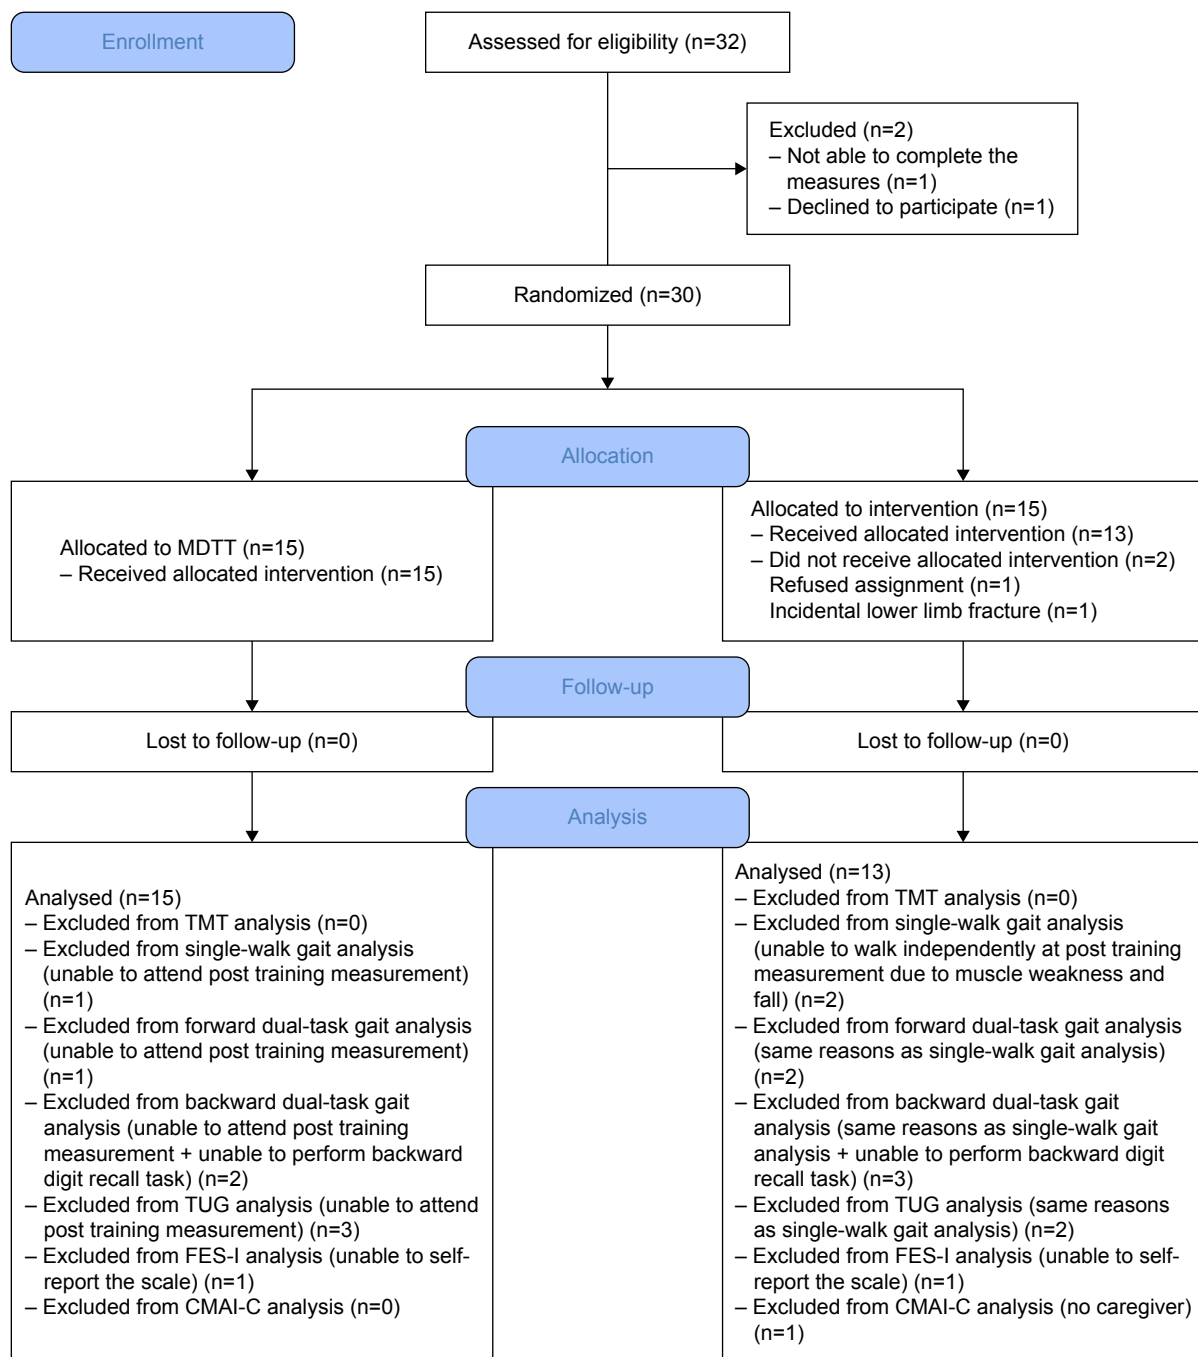 Enrollment
Assessed for eligibility (n=32)
Excluded (n=2)
– Not able to complete the
measures (n=1)
– Declined to participate (n=1)
Randomized (n=30)
Allocation
Allocated to MDTT (n=15)
– Received allocated intervention (n=15)
Allocated to intervention (n=15)
– Received allocated intervention (n=13)
– Did not receive allocated intervention (n=2)
Refused assignment (n=1)
Incidental lower limb fracture (n=1)
Follow-up
Lost to follow-up (n=0)
Lost to follow-up (n=0)
Analysis
Analysed (n=15)
– Excluded from TMT analysis (n=0)
– Excluded from single-walk gait analysis
(unable to attend post training measurement)
(n=1)
– Excluded from forward dual-task gait analysis
(unable to attend post training measurement)
(n=1)
– Excluded from backward dual-task gait
analysis (unable to attend post training
measurement + unable to perform backward
digit recall task) (n=2)
– Excluded from TUG analysis (unable to attend
post training measurement) (n=3)
– Excluded from FES-I analysis (unable to self-
report the scale) (n=1)
– Excluded from CMAI-C analysis (n=0)
Analysed (n=13)
– Excluded from TMT analysis (n=0)
– Excluded from single-walk gait analysis
(unable to walk independently at post training
measurement due to muscle weakness and
fall) (n=2)
– Excluded from forward dual-task gait analysis
(same reasons as single-walk gait analysis)
(n=2)
– Excluded from backward dual-task gait
analysis (same reasons as single-walk gait
analysis + unable to perform backward digit
recall task) (n=3)
– Excluded from TUG analysis (same reasons
as single-walk gait analysis) (n=2)
– Excluded from FES-I analysis (unable to self-
report the scale) (n=1)
– Excluded from CMAI-C analysis (no caregiver)
(n=1)